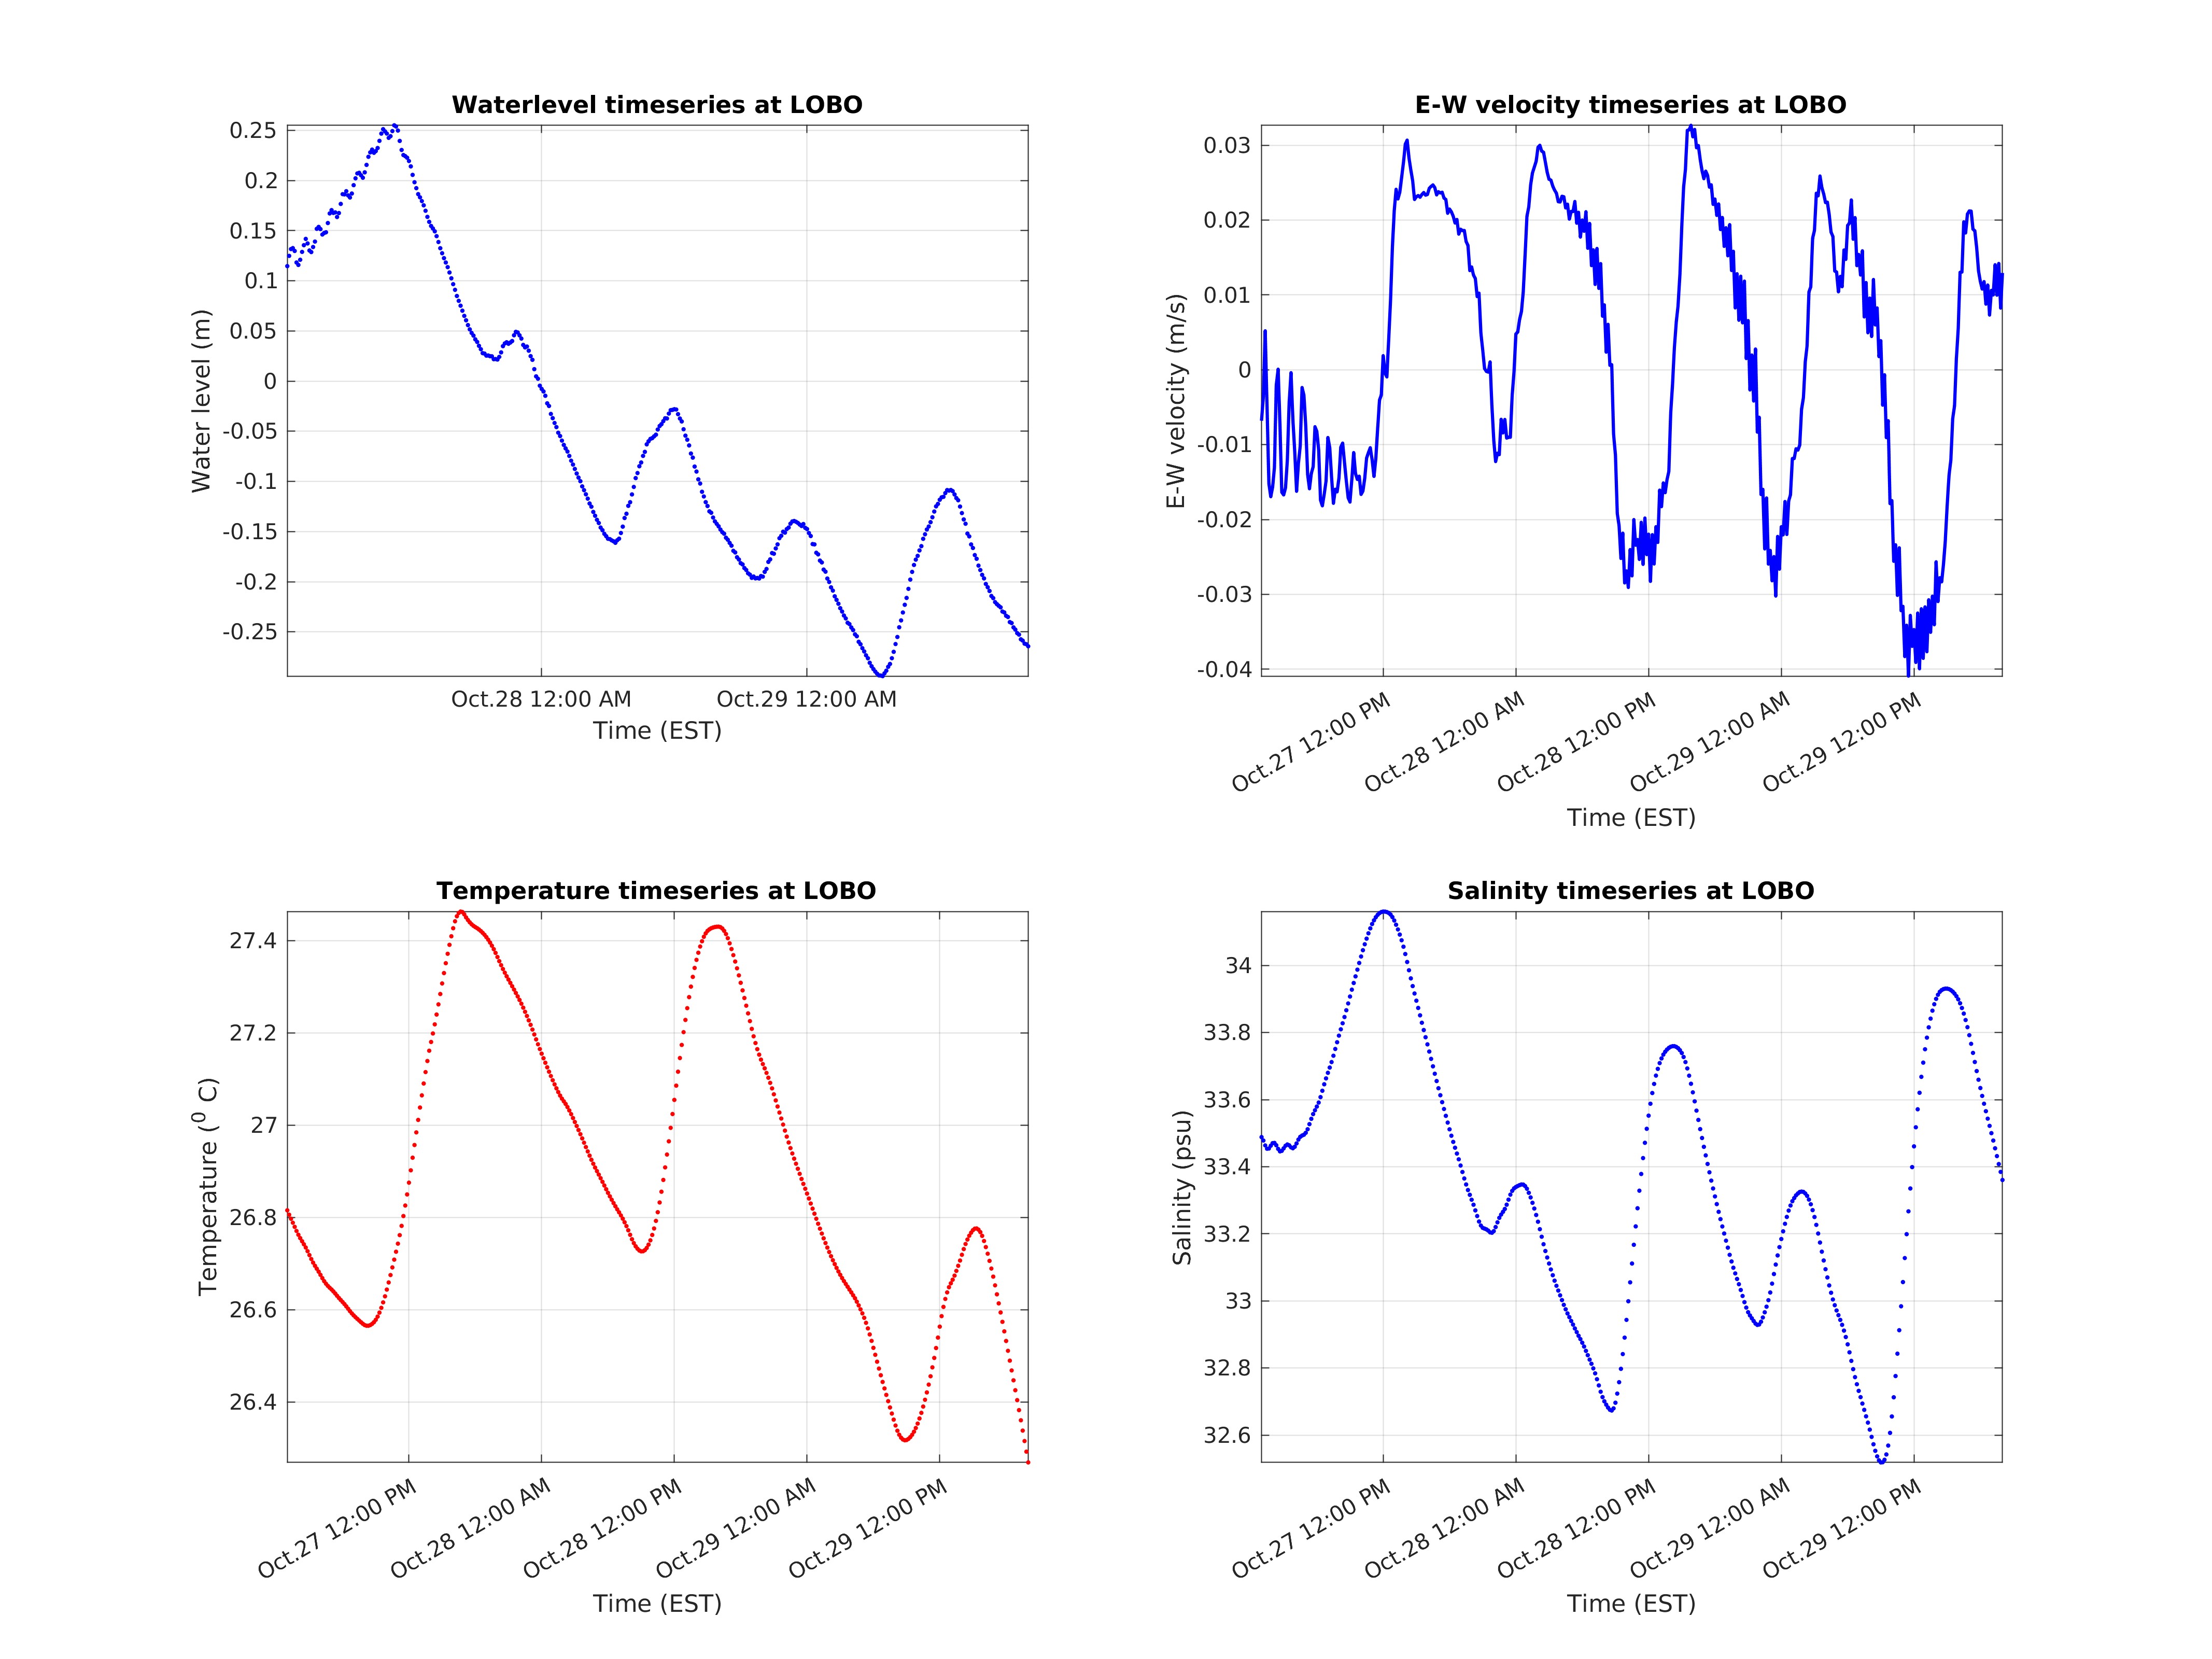 Waterlevel timeseries at LOBO
0.25
0.2
0.15
0.1
0.05
0
-0.05
-0.1
-0.15
-0.2
-0.25
Water level (m)
Oct.28 12:00 AM
Oct.29 12:00 AM
Time (EST)
E-W velocity timeseries at LOBO
0.03
0.02
0.01
0
-0.01
-0.02
-0.03
-0.04
E-W velocity (m/s)
Oct.27 12:00 PM
Oct.28 12:00 AM
Oct.28 12:00 PM
Oct.29 12:00 AM
Oct.29 12:00 PM
Time (EST)
Temperature timeseries at LOBO
27.4
27.2
27
26.8
26.6
26.4
Temperature (⁰ C)
Oct.27 12:00 PM
Oct.28 12:00 AM
Oct.28 12:00 PM
Oct.29 12:00 AM
Oct.29 12:00 PM
Time (EST)
Salinity timeseries at LOBO
34
33.8
33.6
33.4
33.2
33
32.8
32.6
Salinity (psu)
Oct.27 12:00 PM
Oct.28 12:00 AM
Oct.28 12:00 PM
Oct.29 12:00 AM
Oct.29 12:00 PM
Time (EST)